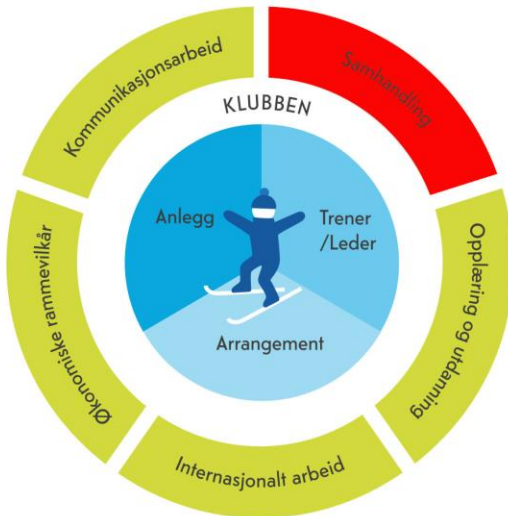 Kommunikasjonsarbeid
Samhandling
KLUBBEN
Anlegg
Trener
/Leder
Arrangement
Økonomiske rammevilkår
Opplæring og utdanning
Internasjonalt arbeid